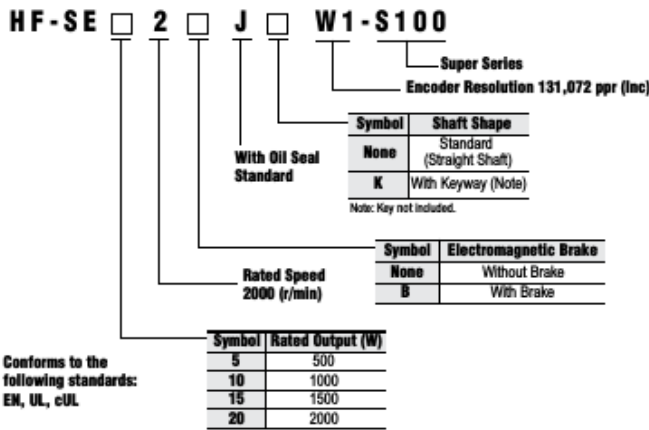 HF-SE □ 2 □ J □ W1-S100
Super Series
Encoder Resolution 131,072 ppr (Inc)
Symbol Shaft Shape
None Standard
(Straight Shaft)
K With Keyway (Note)
Note: Key not included.
With Oil Seal
Standard
Symbol Electromagnetic Brake
None Without Brake
B With Brake
Rated Speed
2000 (r/min)
Symbol Rated Output (W)
5 500
10 1000
15 1500
20 2000
Conforms to the
following standards:
EN, UL, cUL